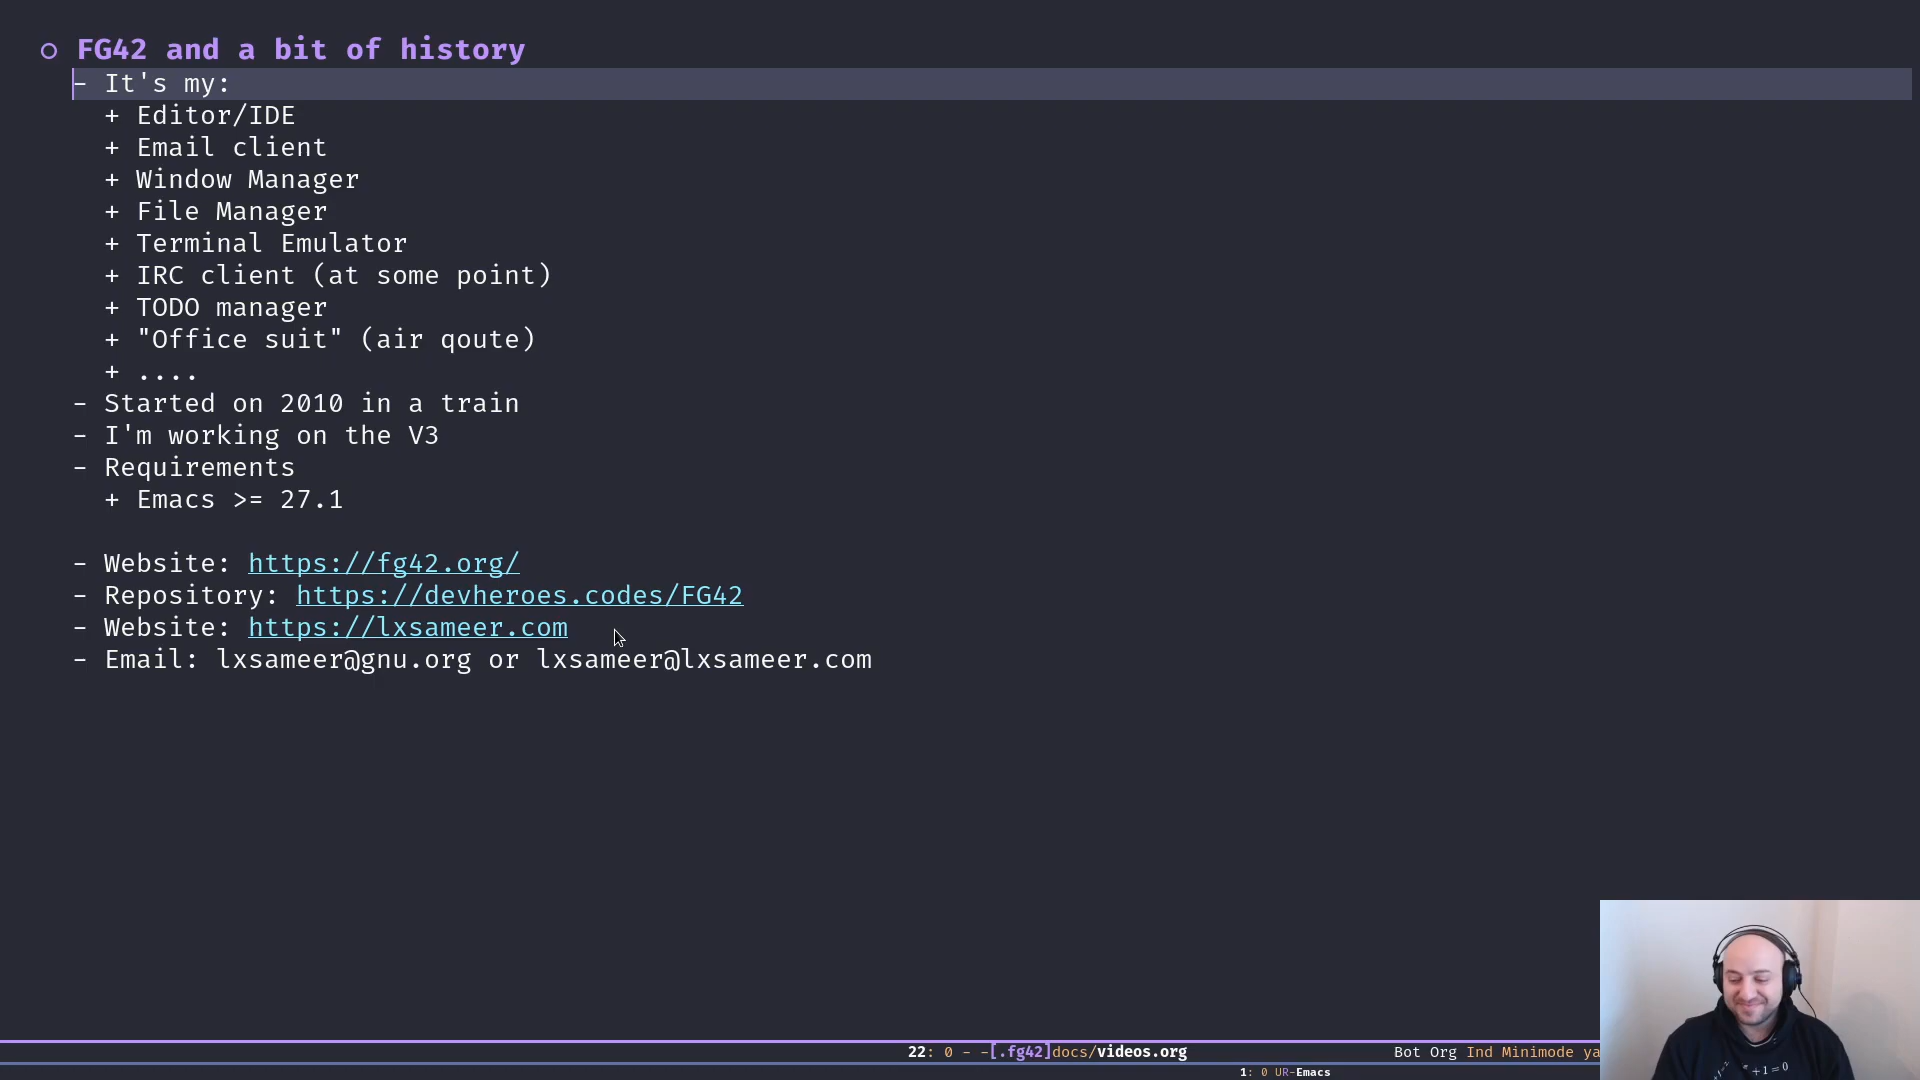 FG42 and a bit of history
- It's my:
+ Editor/IDE
+ Email client
+ Window Manager
+ File Manager
+ Terminal Emulator
+ IRC client (at some point)
+ TODO manager
+ "Office suit" (air qoute)
+ ....
- Started on 2010 in a train
- I'm working on the V3
- Requirements
+ Emacs >= 27.1
- Website: https://fg42.org/
- Repository: https://devheroes.codes/FG42
- Website: https://lxsameer.com
- Email: lxsameer@gnu.org or lxsameer@lxsameer.com
22: 0 - -[.fg42]docs/videos.org Bot Org Ind Minimode ya
1: 0 UR-Emacs
+1=0